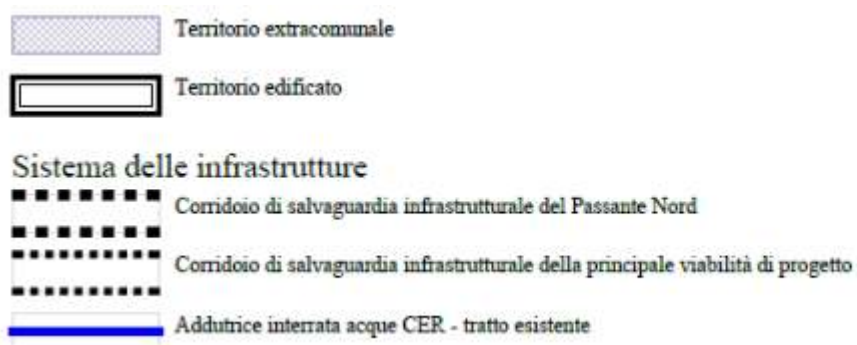 Territorio extracomunale
Territorio edificato
Sistema delle infrastrutture
Corridoio di salvaguardia infrastrutturale del Passante Nord
Corridoio di salvaguardia infrastrutturale della principale viabilità di progetto
Addutrice interrata acque CER - tratto esistente